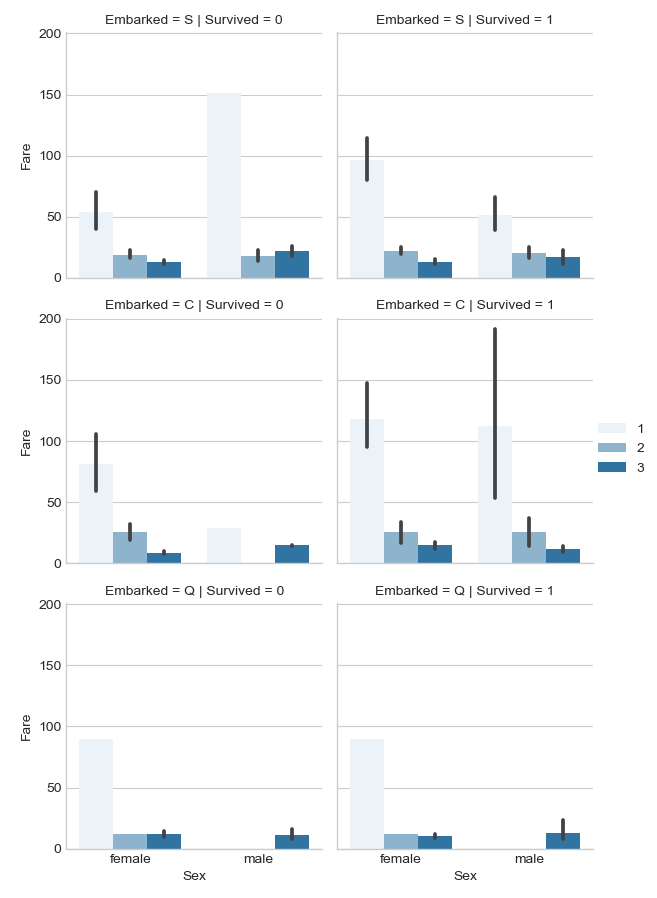 Embarked = S | Survived = 0
Embarked = S | Survived = 1
200
150
100
50
0
Fare
Embarked = C | Survived = 0
Embarked = C | Survived = 1
200
150
100
50
0
Fare
1
2
3
Embarked = Q | Survived = 0
Embarked = Q | Survived = 1
200
150
100
50
0
Fare
female
male
female
male
Sex
Sex